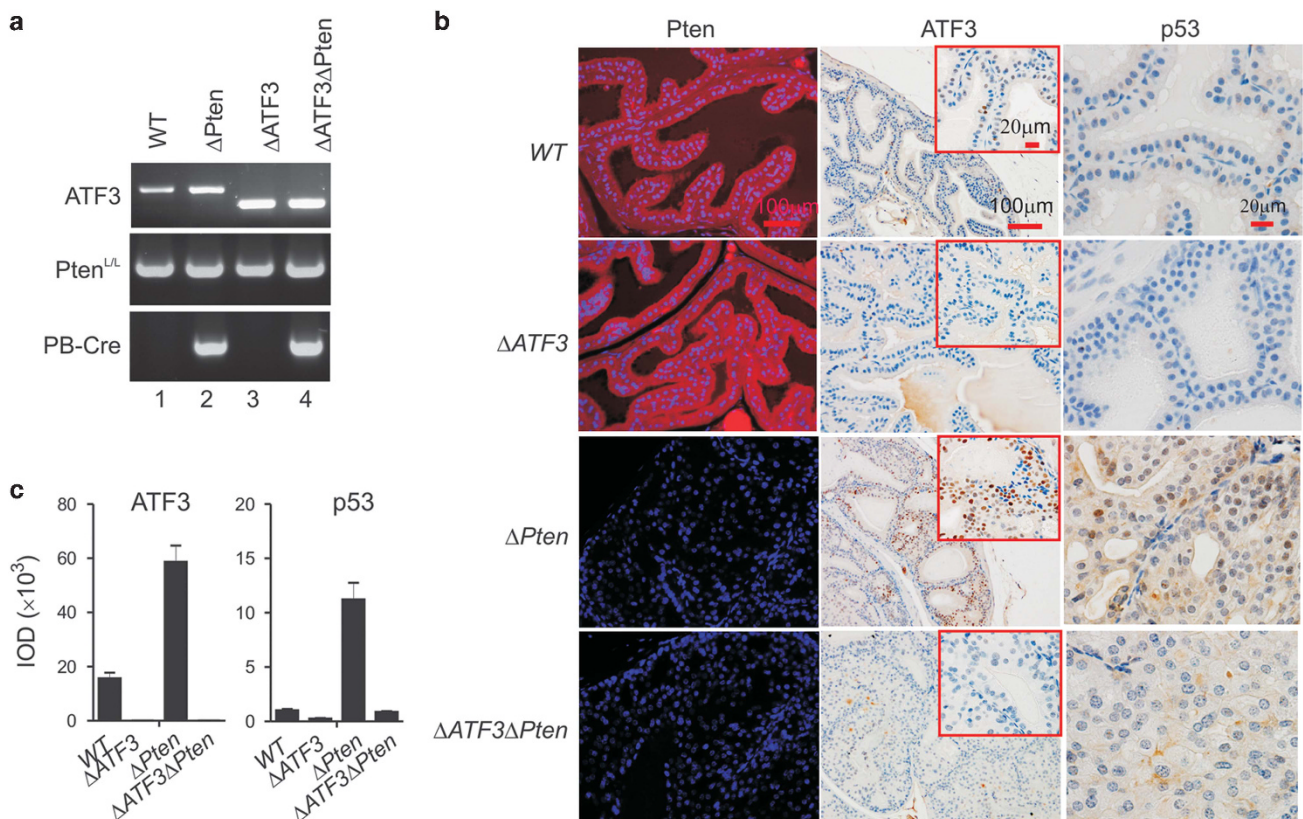 a
WT
ΔPten
ΔATF3
ΔATF3ΔPten
ATF3
Pten^L/L
PB-Cre
1 2 3 4
b
Pten ATF3 p53
WT
100μm
20μm
100μm
20μm
ΔATF3
ΔPten
ΔATF3ΔPten
c
ATF3
IOD (×10³)
80
60
40
20
0
WT
ΔATF3
ΔPten
ΔATF3ΔPten
p53
20
15
10
5
0
WT
ΔATF3
ΔPten
ΔATF3ΔPten